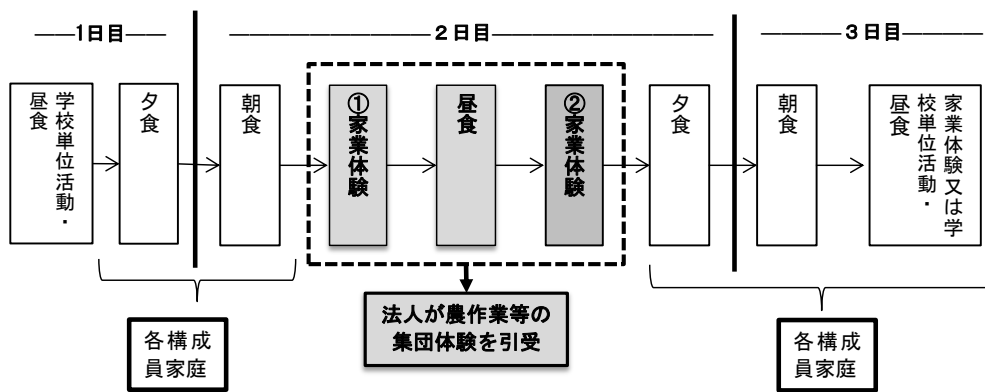 1日目
2日目
3日目
学校単位活動・
昼食
夕食
朝食
①家業体験
昼食
②家業体験
夕食
朝食
家業体験又は学
校単位活動・
昼食
法人が農作業等の
集団体験を引受
各構成
員家庭
各構成
員家庭